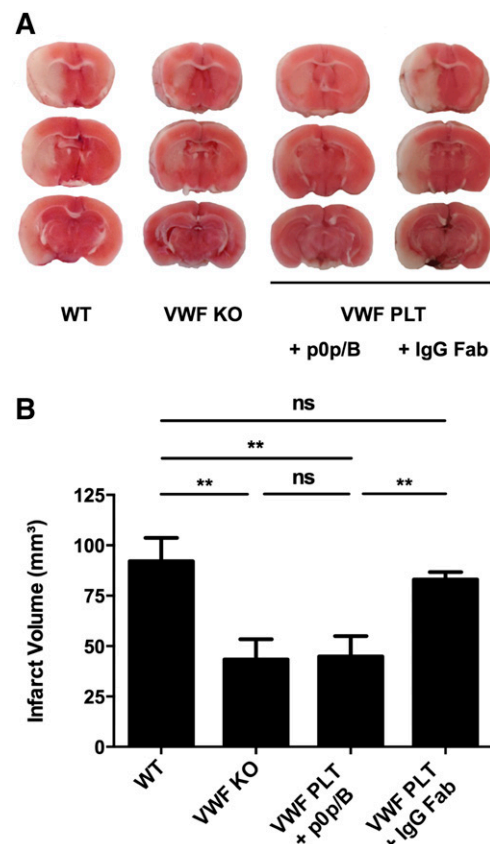 A
WT
VWF KO
VWF PLT
+ p0p/B
+ IgG Fab
B
ns
**
**
ns
**
Infarct Volume (mm³)
125
100
75
50
25
0
WT
VWF KO
VWF PLT
+ p0p/B
VWF PLT
+ IgG Fab